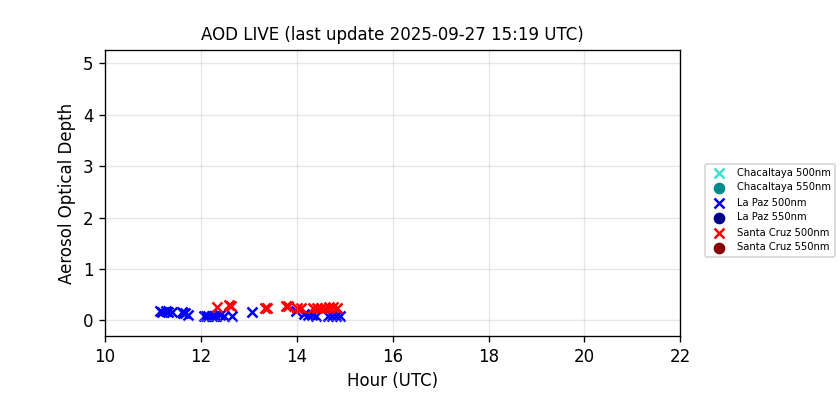 AOD LIVE (last update 2025-09-27 15:19 UTC)
Aerosol Optical Depth
5
4
3
2
1
0
10 12 14 16 18 20 22
Hour (UTC)
Chacaltaya 500nm
Chacaltaya 550nm
La Paz 500nm
La Paz 550nm
Santa Cruz 500nm
Santa Cruz 550nm